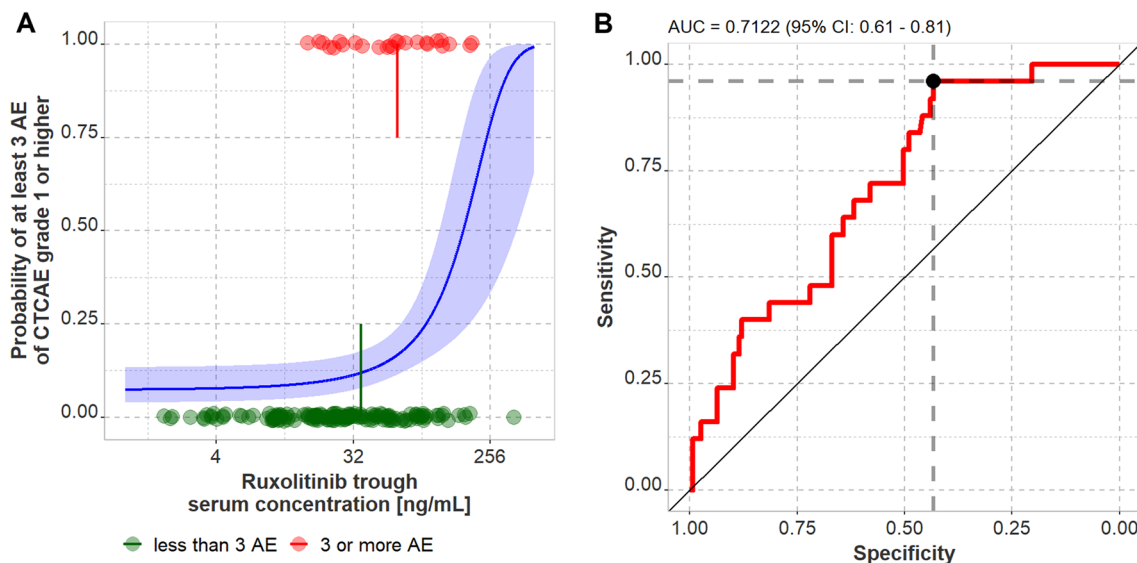 A
Probability of at least 3 AE
of CTCAE grade 1 or higher
1.00
0.75
0.50
0.25
0.00
4
32
256
Ruxolitinib trough
serum concentration [ng/mL]
less than 3 AE
3 or more AE
B
AUC = 0.7122 (95% CI: 0.61 - 0.81)
Sensitivity
1.00
0.75
0.50
0.25
0.00
1.00
0.75
0.50
0.25
0.00
Specificity